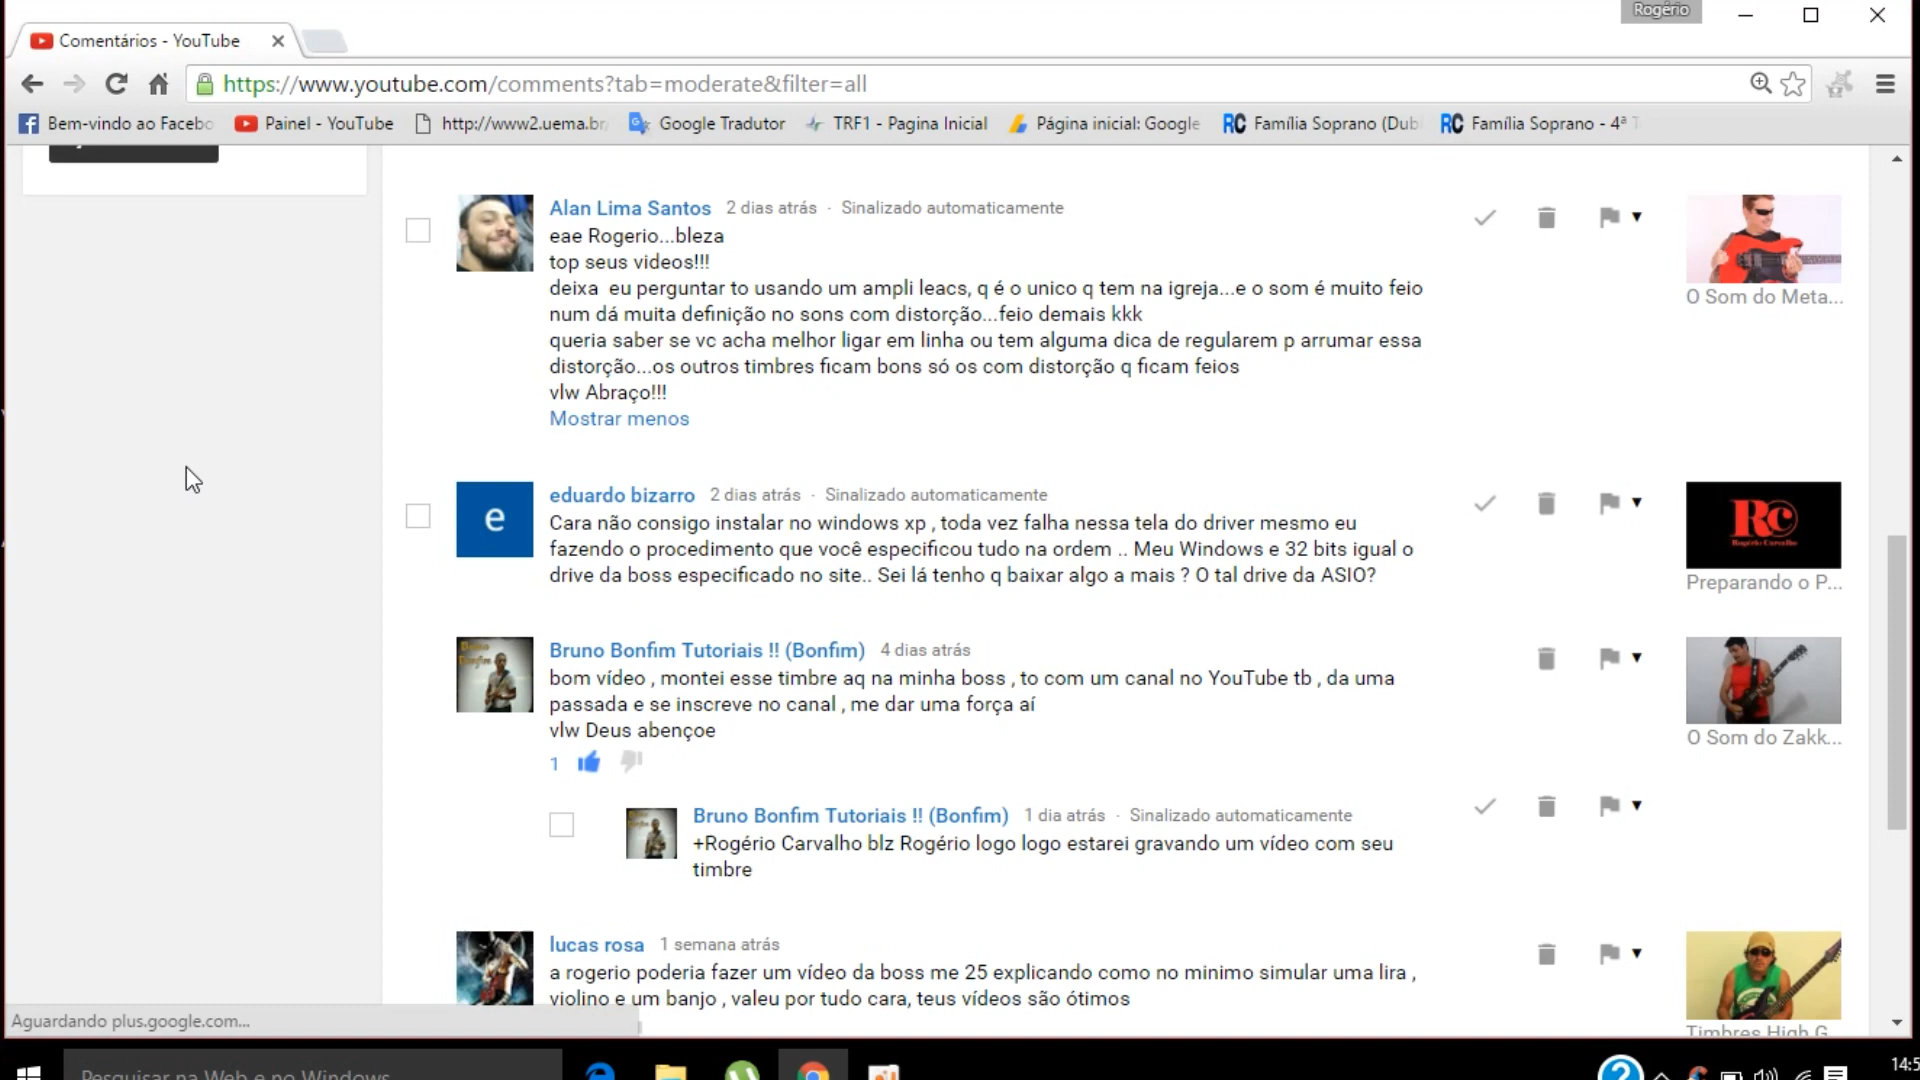 Rogério
Comentários - YouTube
https://www.youtube.com/comments?tab=moderate&filter=all
Bem-vindo ao Facebo
Painel - YouTube
http://www2.uema.br/
Google Tradutor
TRF1 - Pagina Inicial
Página inicial: Google
RC Família Soprano (Dub
RC Família Soprano - 4ª T
Alan Lima Santos 2 dias atrás · Sinalizado automaticamente
eae Rogerio...bleza
top seus videos!!!
deixa eu perguntar to usando um ampli leacs, q é o unico q tem na igreja...e o som é muito feio
num dá muita definição no sons com distorção...feio demais kkk
queria saber se vc acha melhor ligar em linha ou tem alguma dica de regularem p arrumar essa
distorção...os outros timbres ficam bons só os com distorção q ficam feios
vlw Abraço!!!
Mostrar menos
O Som do Meta...
e
eduardo bizarro 2 dias atrás · Sinalizado automaticamente
Cara não consigo instalar no windows xp , toda vez falha nessa tela do driver mesmo eu
fazendo o procedimento que você especificou tudo na ordem .. Meu Windows e 32 bits igual o
drive da boss especificado no site.. Sei lá tenho q baixar algo a mais ? O tal drive da ASIO?
Rc
Rogério Carvalho
Preparando o P...
Bruno Bonfim Tutoriais !! (Bonfim) 4 dias atrás
bom vídeo , montei esse timbre aq na minha boss , to com um canal no YouTube tb , da uma
passada e se inscreve no canal , me dar uma força aí
vlw Deus abençoe
1
O Som do Zakk...
Bruno Bonfim Tutoriais !! (Bonfim) 1 dia atrás · Sinalizado automaticamente
+Rogério Carvalho blz Rogério logo logo estarei gravando um vídeo com seu
timbre
lucas rosa 1 semana atrás
a rogerio poderia fazer um vídeo da boss me 25 explicando como no minimo simular uma lira ,
violino e um banjo , valeu por tudo cara, teus vídeos são ótimos
Timbres High G
Aguardando plus.google.com...
Pesquisar na Web e no Windows
14:5